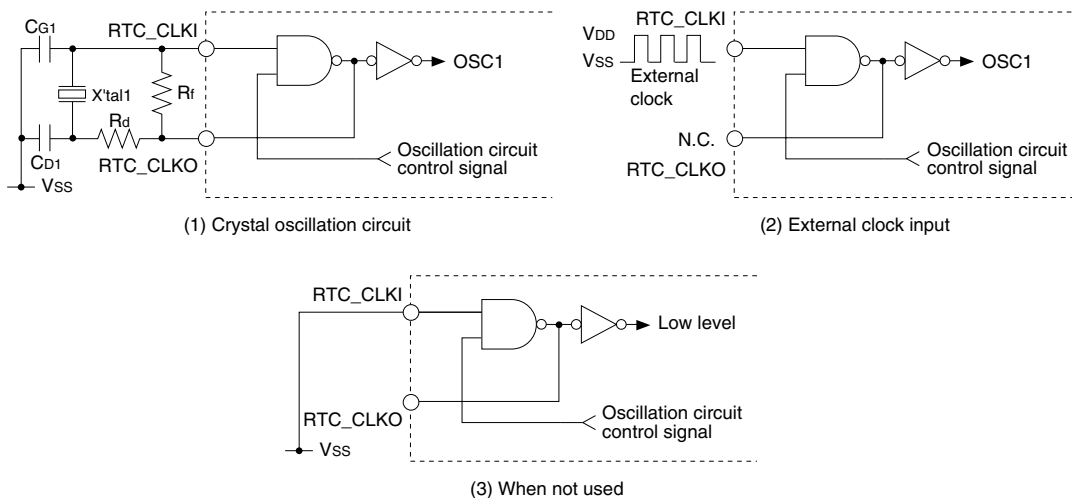 CG1
RTC_CLKI
X'tal1
Rf
Rd
CD1
RTC_CLKO
VSS
OSC1
Oscillation circuit
control signal
(1) Crystal oscillation circuit
RTC_CLKI
VDD
VSS
External
clock
N.C.
RTC_CLKO
OSC1
Oscillation circuit
control signal
(2) External clock input
RTC_CLKI
Low level
RTC_CLKO
Oscillation circuit
control signal
VSS
(3) When not used